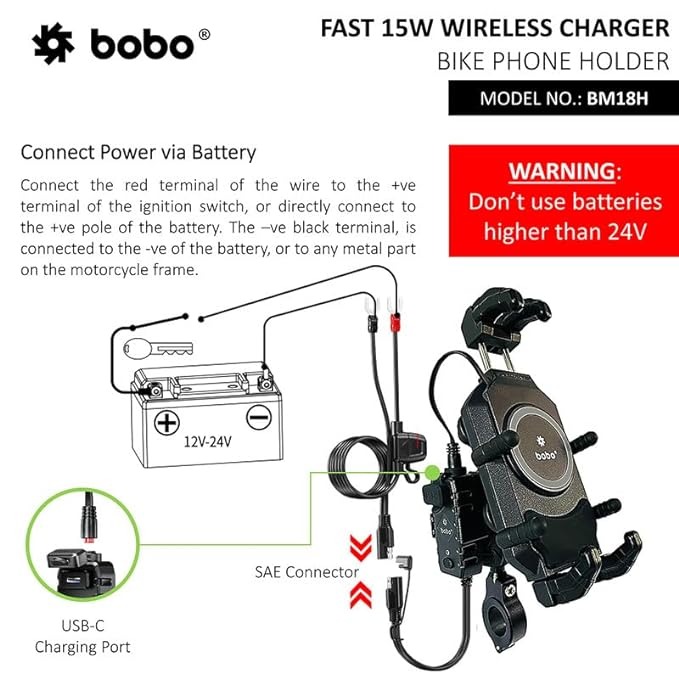 bobo®
FAST 15W WIRELESS CHARGER
BIKE PHONE HOLDER
MODEL NO.: BM18H
Connect Power via Battery
Connect the red terminal of the wire to the +ve
terminal of the ignition switch, or directly connect to
the +ve pole of the battery. The –ve black terminal, is
connected to the -ve of the battery, or to any metal part
on the motorcycle frame.
WARNING:
Don't use batteries
higher than 24V
+
−
12V-24V
bobo
bobo
SAE Connector
USB-C
Charging Port